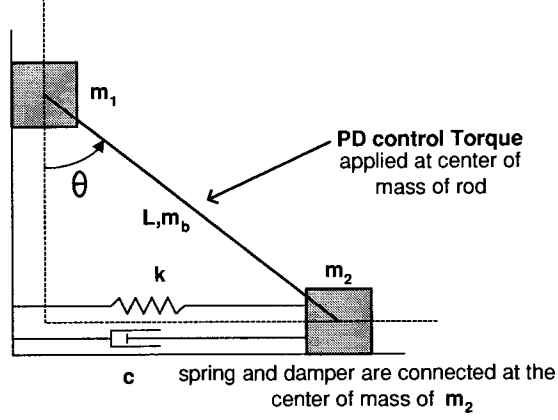 m1
PD control Torque
applied at center of
mass of rod
θ
L,mb
k
m2
c
spring and damper are connected at the
center of mass of m2